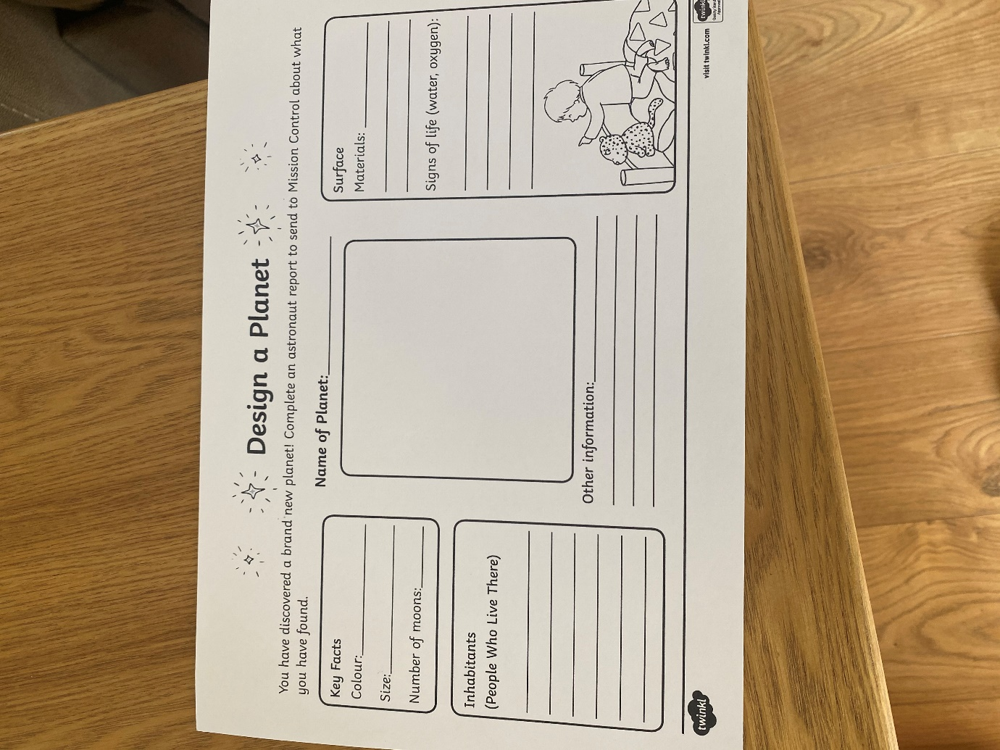 Design a Planet
You have discovered a brand new planet! Complete an astronaut report to send to Mission Control about what
you have found.
Key Facts
Colour:
Size:
Number of moons:
Inhabitants
(People Who Live There)
Name of Planet:
Other information:
Surface
Materials:
Signs of life (water, oxygen):
twinkl
visit twinkl.com
twinkl